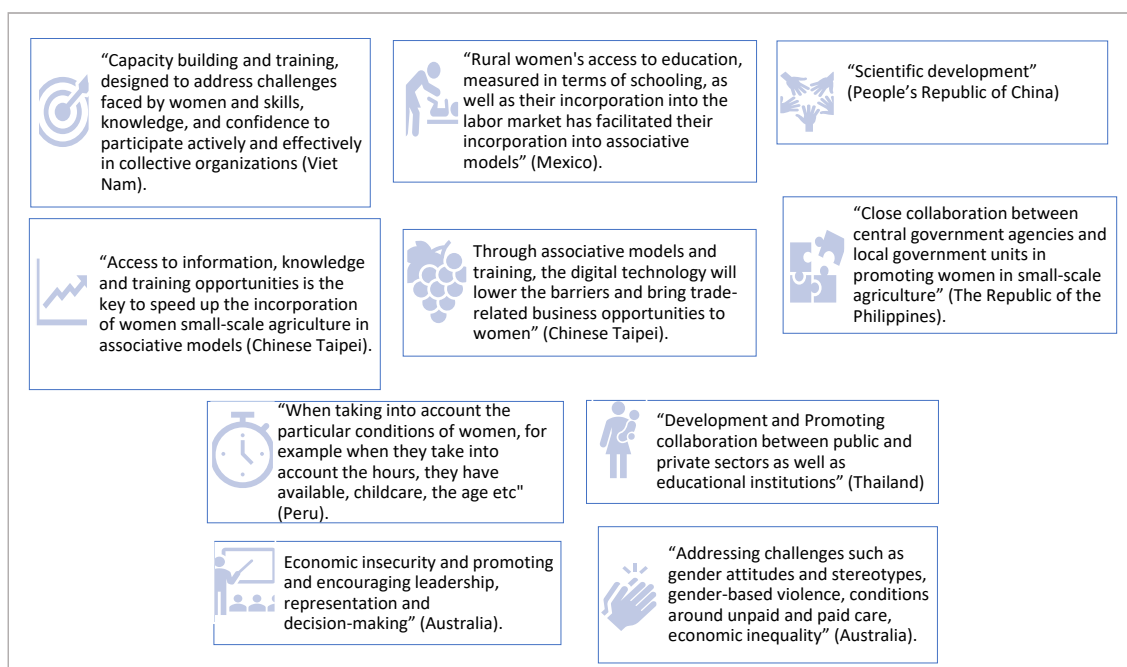 “Capacity building and training,
designed to address challenges
faced by women and skills,
knowledge, and confidence to
participate actively and effectively
in collective organizations (Viet
Nam).
“Rural women's access to education,
measured in terms of schooling, as
well as their incorporation into the
labor market has facilitated their
incorporation into associative
models” (Mexico).
“Scientific development”
(People’s Republic of China)
“Access to information, knowledge
and training opportunities is the
key to speed up the incorporation
of women small-scale agriculture in
associative models (Chinese Taipei).
Through associative models and
training, the digital technology will
lower the barriers and bring trade-
related business opportunities to
women” (Chinese Taipei).
“Close collaboration between
central government agencies and
local government units in
promoting women in small-scale
agriculture” (The Republic of the
Philippines).
“When taking into account the
particular conditions of women, for
example when they take into
account the hours, they have
available, childcare, the age etc"
(Peru).
“Development and Promoting
collaboration between public and
private sectors as well as
educational institutions” (Thailand)
Economic insecurity and promoting
and encouraging leadership,
representation and
decision-making” (Australia).
“Addressing challenges such as
gender attitudes and stereotypes,
gender-based violence, conditions
around unpaid and paid care,
economic inequality” (Australia).